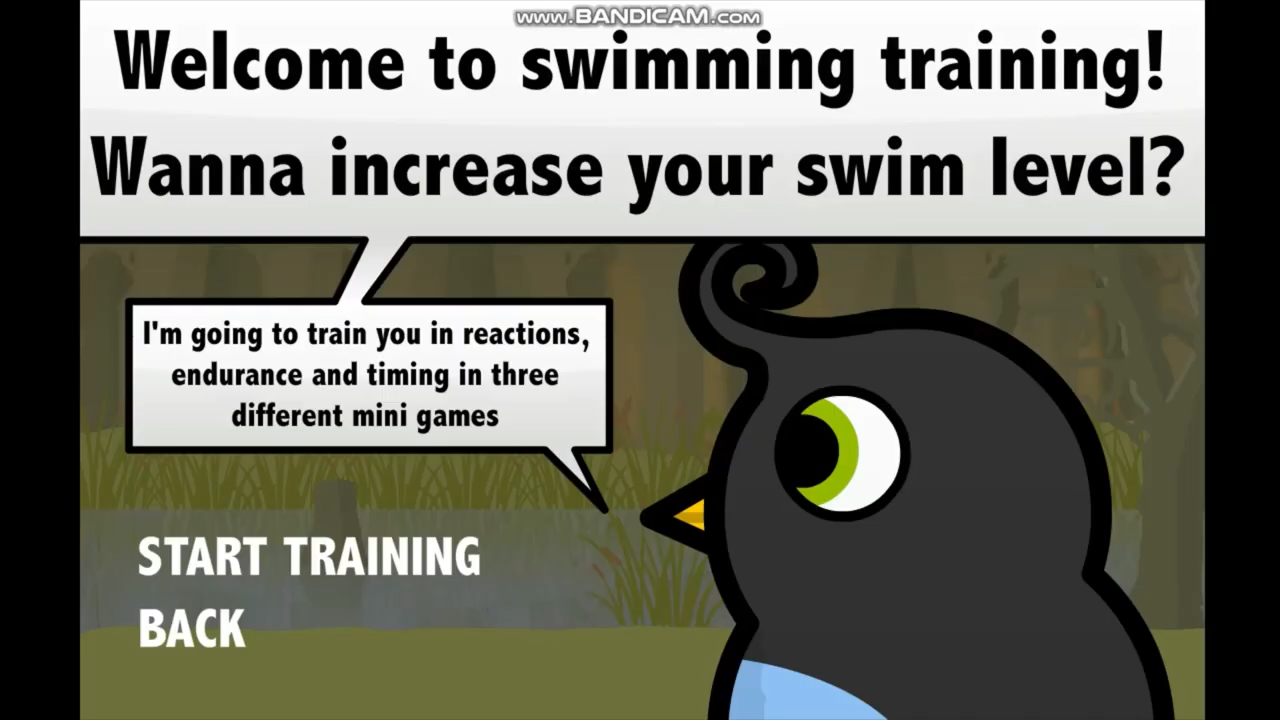 www.BANDICAM.com
Welcome to swimming training!
Wanna increase your swim level?
I'm going to train you in reactions,
endurance and timing in three
different mini games
START TRAINING
BACK